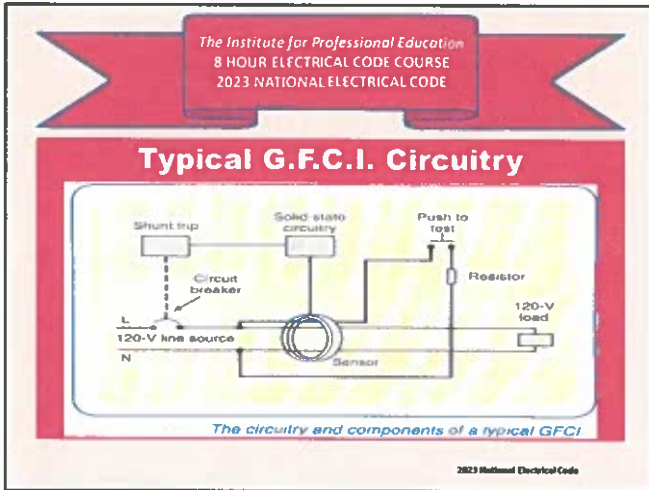 The Institute for Professional Education
8 HOUR ELECTRICAL CODE COURSE
2023 NATIONAL ELECTRICAL CODE
Typical G.F.C.I. Circuitry
Shunt trip
Solid state
circuitry
Push to
test
Circuit
breaker
Resistor
120-V
load
L
120-V line source
N
Sensor
The circuitry and components of a typical GFCI
2023 National Electrical Code